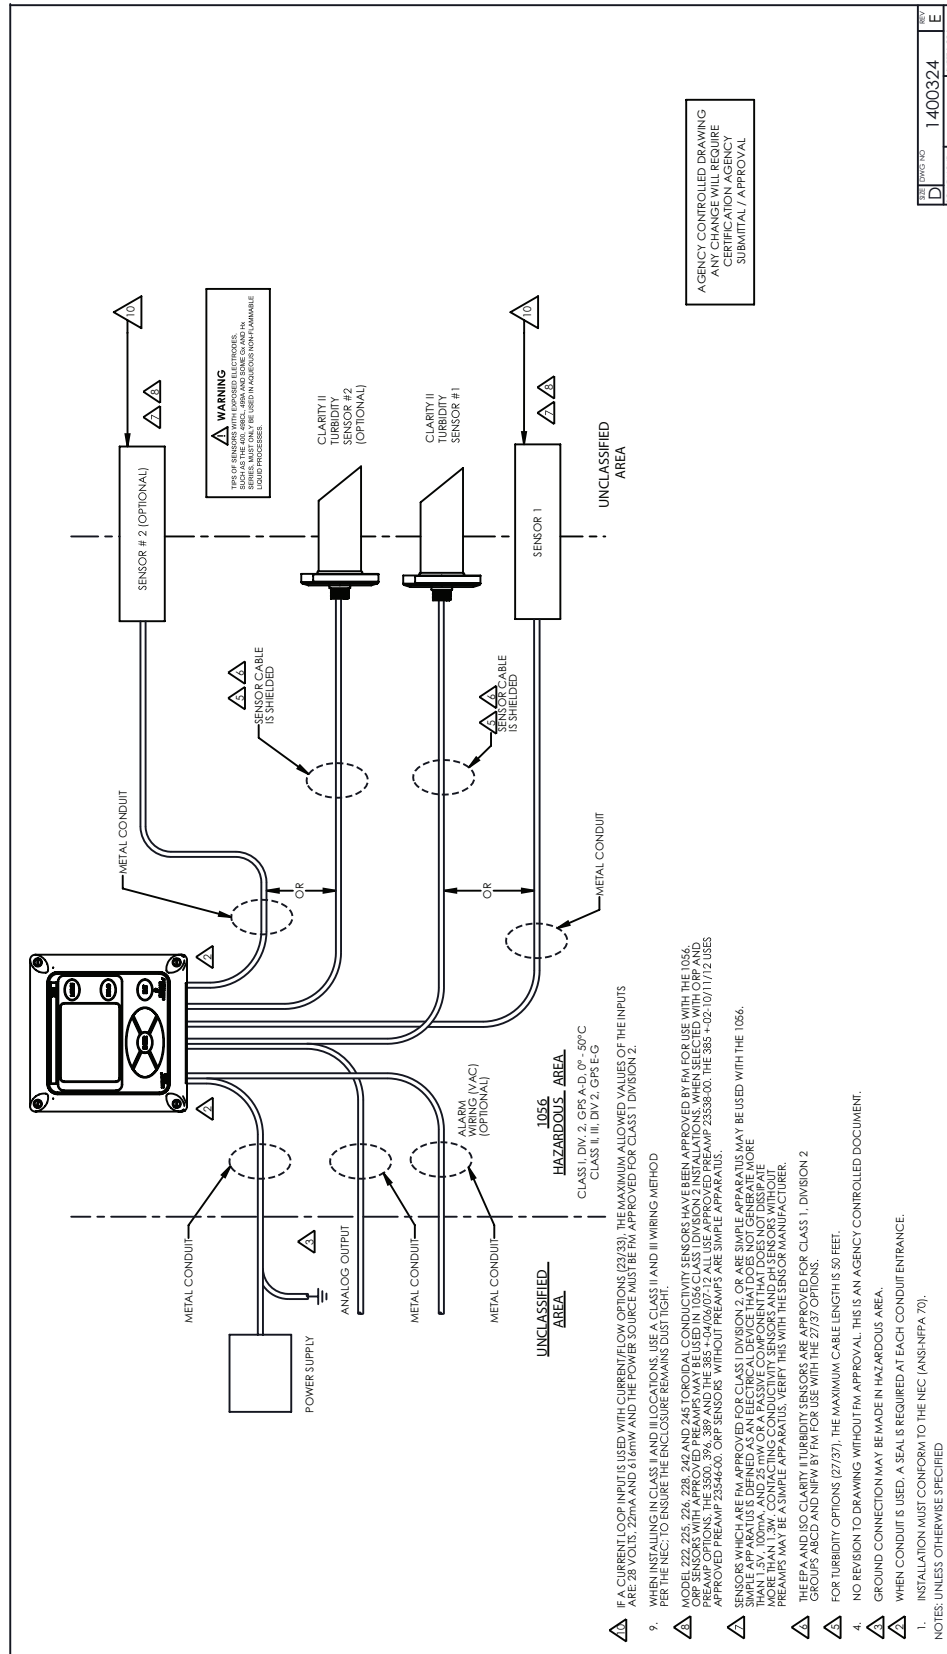 SENSOR # 2 (OPTIONAL)
10
7
8
WARNING
TIPS OF SENSORS WITH EXPOSED ELECTRODES,
SUCH AS THE 400, 498CL, 499A AND SOME Gx AND Hx
SERIES, MUST ONLY BE USED IN AQUEOUS NON-FLAMMABLE
LIQUID PROCESSES.
CLARITY II
TURBIDITY
SENSOR #2
(OPTIONAL)
CLARITY II
TURBIDITY
SENSOR #1
SENSOR 1
10
7
8
UNCLASSIFIED
AREA
AGENCY CONTROLLED DRAWING
ANY CHANGE WILL REQUIRE
CERTIFICATION AGENCY
SUBMITTAL / APPROVAL
METAL CONDUIT
5
6
SENSOR CABLE
IS SHIELDED
5
6
SENSOR CABLE
IS SHIELDED
OR
OR
METAL CONDUIT
2
2
ALARM
WIRING (VAC)
(OPTIONAL)
1056
HAZARDOUS AREA
CLASS I, DIV. 2, GPS A-D, 0° - 50°C
CLASS II, III, DIV 2, GPS E-G
METAL CONDUIT
3
ANALOG OUTPUT
METAL CONDUIT
METAL CONDUIT
POWER SUPPLY
UNCLASSIFIED
AREA
10 IF A CURRENT LOOP INPUT IS USED WITH CURRENT/FLOW OPTIONS (23/33), THE MAXIMUM ALLOWED VALUES OF THE INPUTS
ARE: 28 VOLTS, 22mA AND 616mW AND THE POWER SOURCE MUST BE FM APPROVED FOR CLASS 1 DIVISION 2.
9. WHEN INSTALLING IN CLASS II AND III LOCATIONS, USE A CLASS II AND III WIRING METHOD
PER THE NEC; TO ENSURE THE ENCLOSURE REMAINS DUST TIGHT.
8 MODEL 222, 225, 226, 228, 242 AND 245 TOROIDAL CONDUCTIVITY SENSORS HAVE BEEN APPROVED BY FM FOR USE WITH THE 1056.
ORP SENSORS WITH APPROVED PREAMPS MAY BE USED IN 1056 CLASS I DIVISION 2 INSTALLATIONS. WHEN SELECTED WITH ORP AND
PREAMP OPTIONS, THE 3500, 396, 389 AND THE 385 +-04/06/07-12 ALL USE APPROVED PREAMP 23538-00. THE 385 +-02-10/11/12 USES
APPROVED PREAMP 23546-00. ORP SENSORS WITHOUT PREAMPS ARE SIMPLE APPARATUS.
7 SENSORS WHICH ARE FM APPROVED FOR CLASS I DIVISION 2, OR ARE SIMPLE APPARATUS MAY BE USED WITH THE 1056.
SIMPLE APPARATUS IS DEFINED AS AN ELECTRICAL DEVICE THAT DOES NOT GENERATE MORE
THAN 1.5V, 100mA, AND 25 mW OR A PASSIVE COMPONENT THAT DOES NOT DISSIPATE
MORE THAN 1.3W. CONTACTING CONDUCTIVITY SENSORS AND pH SENSORS WITHOUT
PREAMPS MAY BE A SIMPLE APPARATUS, VERIFY THIS WITH THE SENSOR MANUFACTURER.
6 THE EPA AND ISO CLARITY II TURBIDITY SENSORS ARE APPROVED FOR CLASS 1, DIVISION 2
GROUPS ABCD AND NIFW BY FM FOR USE WITH THE 27/37 OPTIONS.
5 FOR TURBIDITY OPTIONS (27/37), THE MAXIMUM CABLE LENGTH IS 50 FEET.
4. NO REVISION TO DRAWING WITHOUT FM APPROVAL. THIS IS AN AGENCY CONTROLLED DOCUMENT.
3 GROUND CONNECTION MAY BE MADE IN HAZARDOUS AREA.
2 WHEN CONDUIT IS USED, A SEAL IS REQUIRED AT EACH CONDUIT ENTRANCE.
1. INSTALLATION MUST CONFORM TO THE NEC (ANSI-NFPA 70).
NOTES: UNLESS OTHERWISE SPECIFIED
SIZE
D
DWG NO
1400324
REV
E